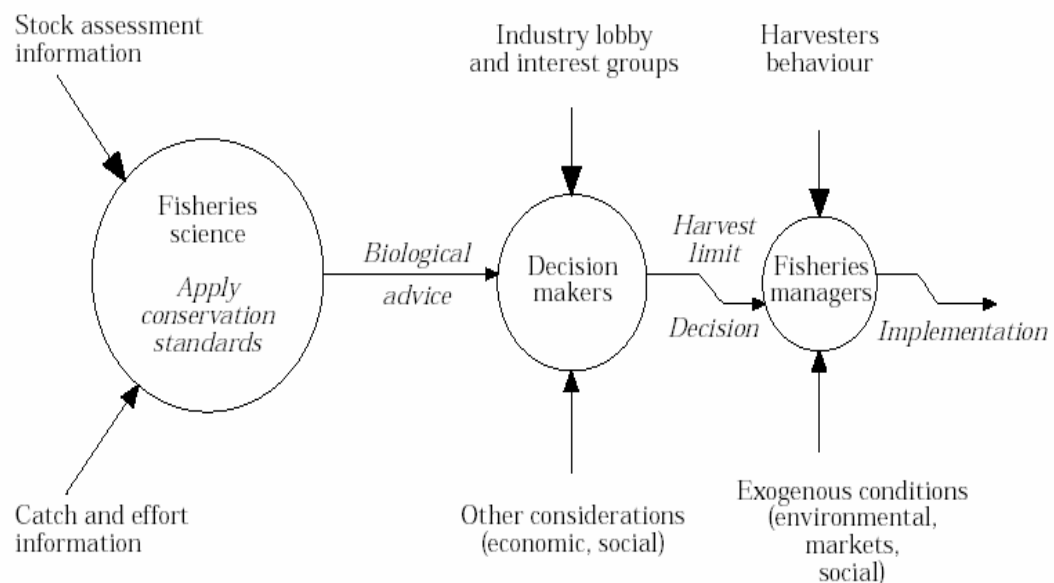 Stock assessment
information
Industry lobby
and interest groups
Harvesters
behaviour
Fisheries
science
Apply
conservation
standards
Biological
advice
Decision
makers
Harvest
limit
Decision
Fisheries
managers
Implementation
Catch and effort
information
Other considerations
(economic, social)
Exogenous conditions
(environmental,
markets,
social)